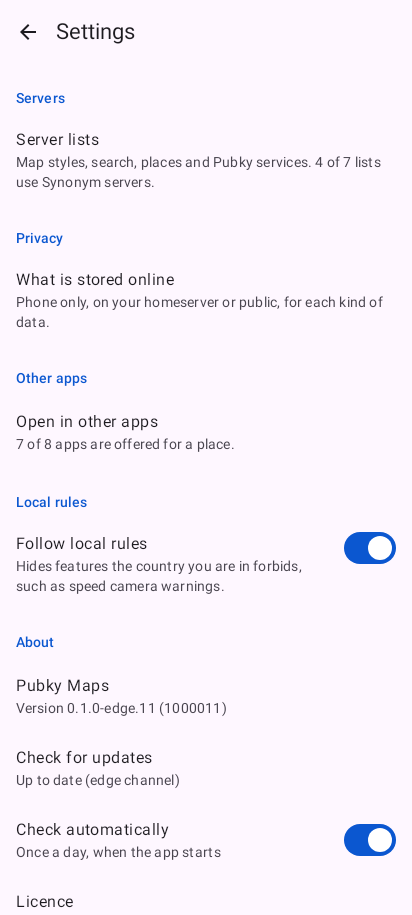 Settings
Servers
Server lists
Map styles, search, places and Pubky services. 4 of 7 lists
use Synonym servers.
Privacy
What is stored online
Phone only, on your homeserver or public, for each kind of
data.
Other apps
Open in other apps
7 of 8 apps are offered for a place.
Local rules
Follow local rules
Hides features the country you are in forbids,
such as speed camera warnings.
About
Pubky Maps
Version 0.1.0-edge.11 (1000011)
Check for updates
Up to date (edge channel)
Check automatically
Once a day, when the app starts
Licence